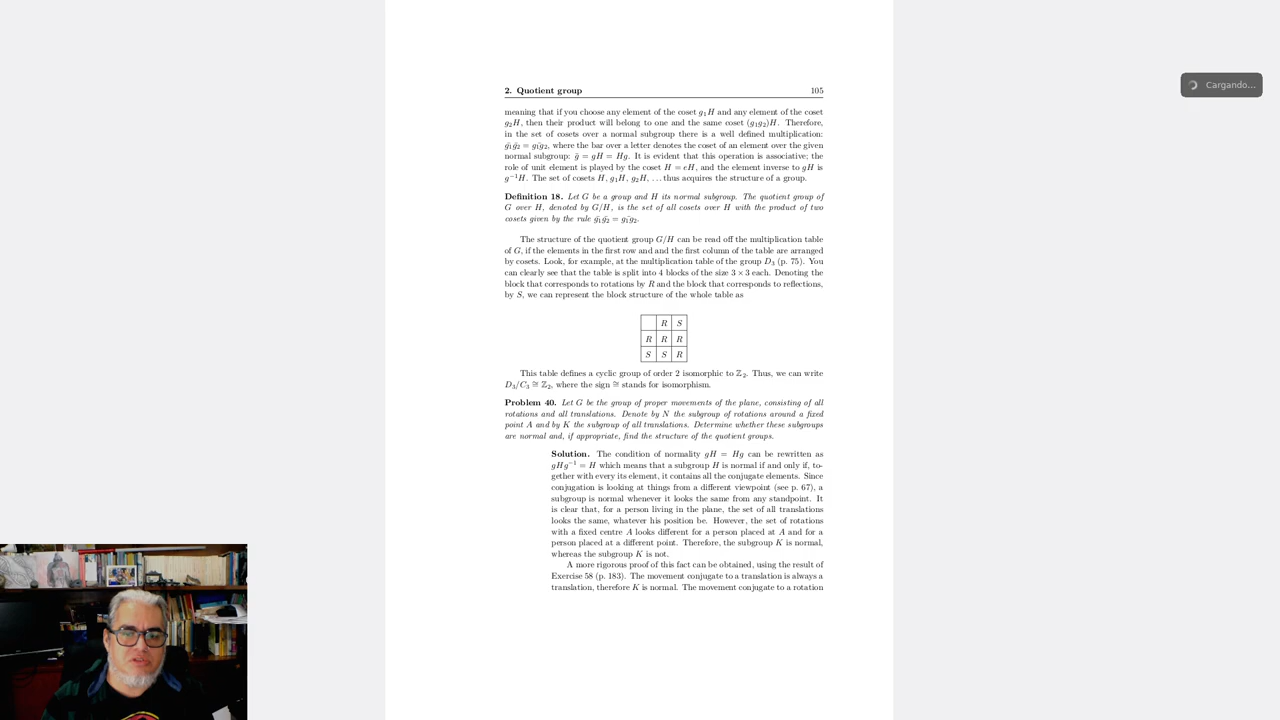 2. Quotient group 105
meaning that if you choose any element of the coset g₁H and any element of the coset
g₂H, then their product will belong to one and the same coset (g₁g₂)H. Therefore,
in the set of cosets over a normal subgroup there is a well defined multiplication:
ḡ₁ḡ₂ = g₁̄g₂, where the bar over a letter denotes the coset of an element over the given
normal subgroup: ḡ = gH = Hg. It is evident that this operation is associative; the
role of unit element is played by the coset H = eH, and the element inverse to gH is
g⁻¹H. The set of cosets H, g₁H, g₂H, ... thus acquires the structure of a group.
Definition 18. Let G be a group and H its normal subgroup. The quotient group of
G over H, denoted by G/H, is the set of all cosets over H with the product of two
cosets given by the rule ḡ₁ḡ₂ = g₁̄g₂.
The structure of the quotient group G/H can be read off the multiplication table
of G, if the elements in the first row and and the first column of the table are arranged
by cosets. Look, for example, at the multiplication table of the group D₃ (p. 75). You
can clearly see that the table is split into 4 blocks of the size 3 × 3 each. Denoting the
block that corresponds to rotations by R and the block that corresponds to reflections,
by S, we can represent the block structure of the whole table as
R S
R R R
S S R
This table defines a cyclic group of order 2 isomorphic to ℤ₂. Thus, we can write
D₃/C₃ ≅ ℤ₂, where the sign ≅ stands for isomorphism.
Problem 40. Let G be the group of proper movements of the plane, consisting of all
rotations and all translations. Denote by N the subgroup of rotations around a fixed
point A and by K the subgroup of all translations. Determine whether these subgroups
are normal and, if appropriate, find the structure of the quotient groups.
Solution. The condition of normality gH = Hg can be rewritten as
gHg⁻¹ = H which means that a subgroup H is normal if and only if, to-
gether with every its element, it contains all the conjugate elements. Since
conjugation is looking at things from a different viewpoint (see p. 67), a
subgroup is normal whenever it looks the same from any standpoint. It
is clear that, for a person living in the plane, the set of all translations
looks the same, whatever his position be. However, the set of rotations
with a fixed centre A looks different for a person placed at A and for a
person placed at a different point. Therefore, the subgroup K is normal,
whereas the subgroup K is not.
A more rigorous proof of this fact can be obtained, using the result of
Exercise 58 (p. 183). The movement conjugate to a translation is always a
translation, therefore K is normal. The movement conjugate to a rotation
Cargando...